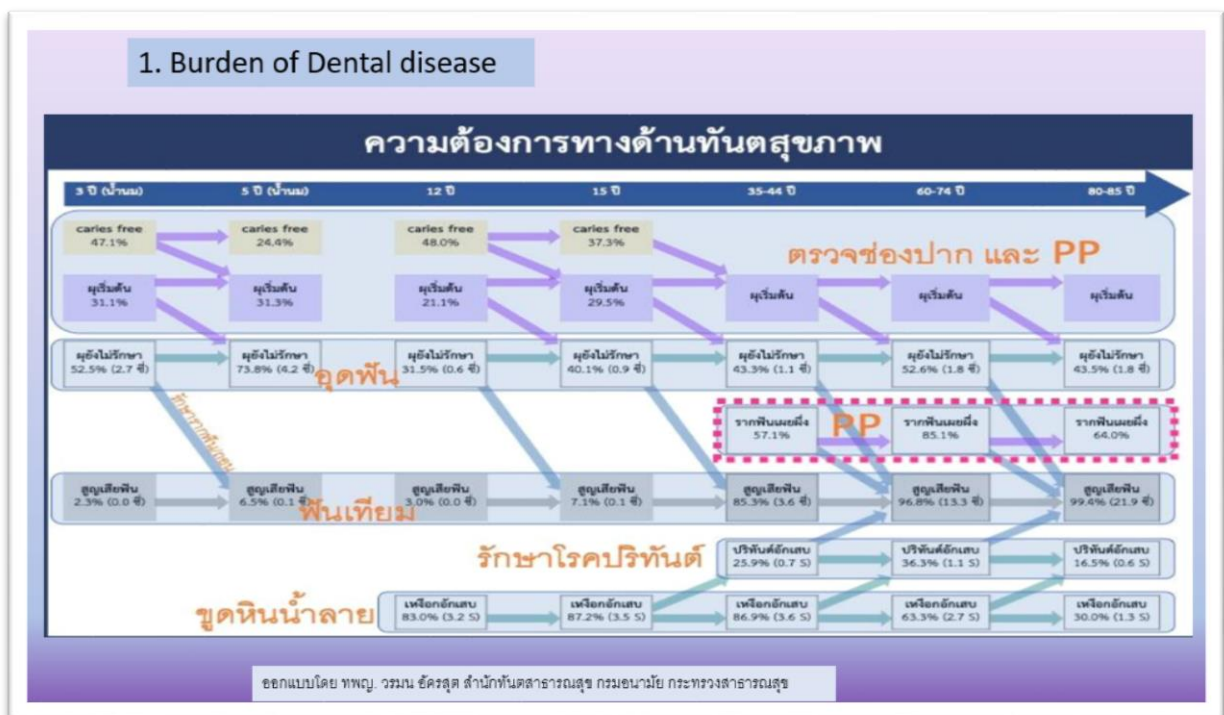 1. Burden of Dental disease
ความต้องการทางด้านทันตสุขภาพ
3 ปี (น้ำนม) 5 ปี (น้ำนม) 12 ปี 15 ปี 35-44 ปี 60-74 ปี 80-85 ปี
caries free caries free caries free caries free
47.1% 24.4% 48.0% 37.3%
ตรวจช่องปาก และ PP
ผุเริ่มต้น ผุเริ่มต้น ผุเริ่มต้น ผุเริ่มต้น ผุเริ่มต้น ผุเริ่มต้น ผุเริ่มต้น
31.1% 31.3% 21.1% 29.5%
ผุยังไม่รักษา ผุยังไม่รักษา ผุยังไม่รักษา ผุยังไม่รักษา ผุยังไม่รักษา ผุยังไม่รักษา ผุยังไม่รักษา
52.5% (2.7 ซี่) 73.8% (4.2 ซี่) 31.5% (0.6 ซี่) 40.1% (0.9 ซี่) 43.3% (1.1 ซี่) 52.6% (1.8 ซี่) 43.5% (1.8 ซี่)
อุดฟัน
รากฟันเผยผึ่ง PP รากฟันเผยผึ่ง รากฟันเผยผึ่ง
57.1% 85.1% 64.0%
สูญเสียฟัน สูญเสียฟัน สูญเสียฟัน สูญเสียฟัน สูญเสียฟัน สูญเสียฟัน สูญเสียฟัน
2.3% (0.0 ซี่) 6.5% (0.1 ซี่) 3.0% (0.0 ซี่) 7.1% (0.1 ซี่) 85.3% (3.6 ซี่) 96.8% (13.3 ซี่) 99.4% (21.9 ซี่)
ฟันเทียม
รักษาโรคปริทันต์
ปริทันต์อักเสบ ปริทันต์อักเสบ ปริทันต์อักเสบ
25.9% (0.7 S) 36.3% (1.1 S) 16.5% (0.6 S)
ขูดหินน้ำลาย
เหงือกอักเสบ เหงือกอักเสบ เหงือกอักเสบ เหงือกอักเสบ เหงือกอักเสบ
83.0% (3.2 S) 87.2% (3.5 S) 86.9% (3.6 S) 63.3% (2.7 S) 30.0% (1.3 S)
ออกแบบโดย ทพญ. วรมน อัครสุต สำนักทันตสาธารณสุข กรมอนามัย กระทรวงสาธารณสุข